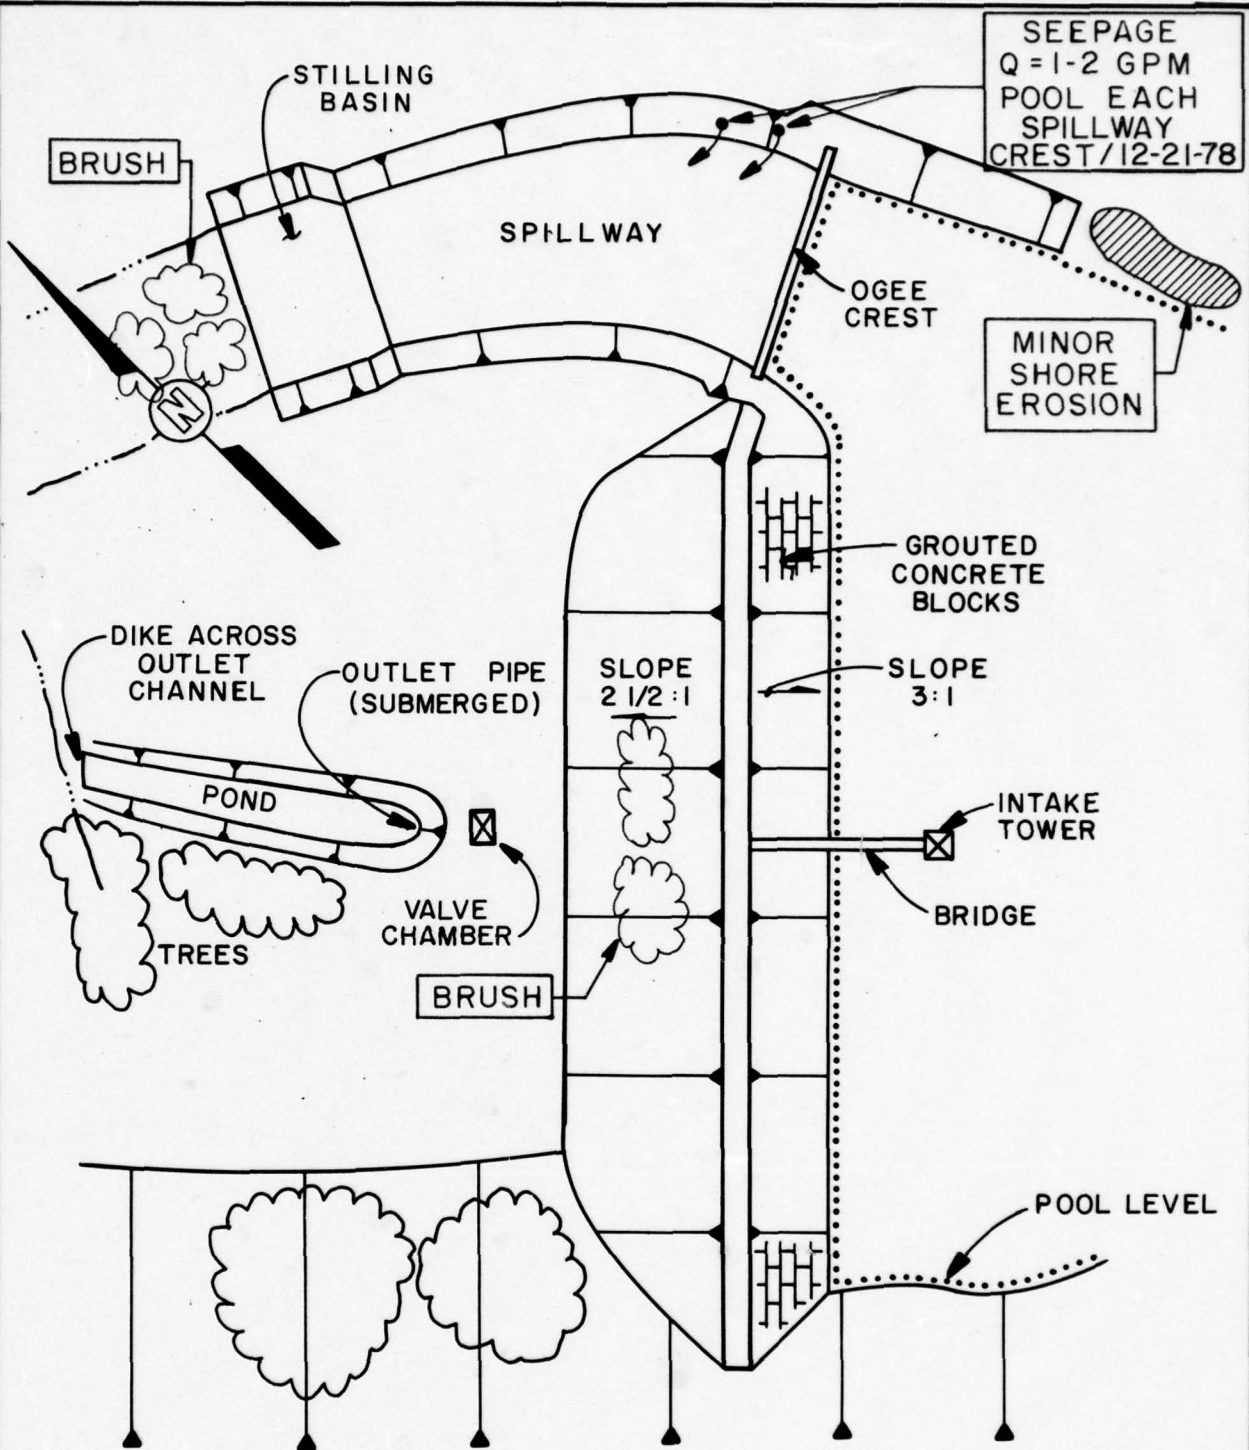 SEEPAGE
Q = 1-2 GPM
POOL EACH
SPILLWAY
CREST/12-21-78
STILLING
BASIN
BRUSH
SPILLWAY
OGEE
CREST
MINOR
SHORE
EROSION
N
GROUTED
CONCRETE
BLOCKS
DIKE ACROSS
OUTLET
CHANNEL
OUTLET PIPE
(SUBMERGED)
SLOPE
2 1/2 : 1
SLOPE
3 : 1
POND
INTAKE
TOWER
VALVE
CHAMBER
BRIDGE
TREES
BRUSH
POOL LEVEL